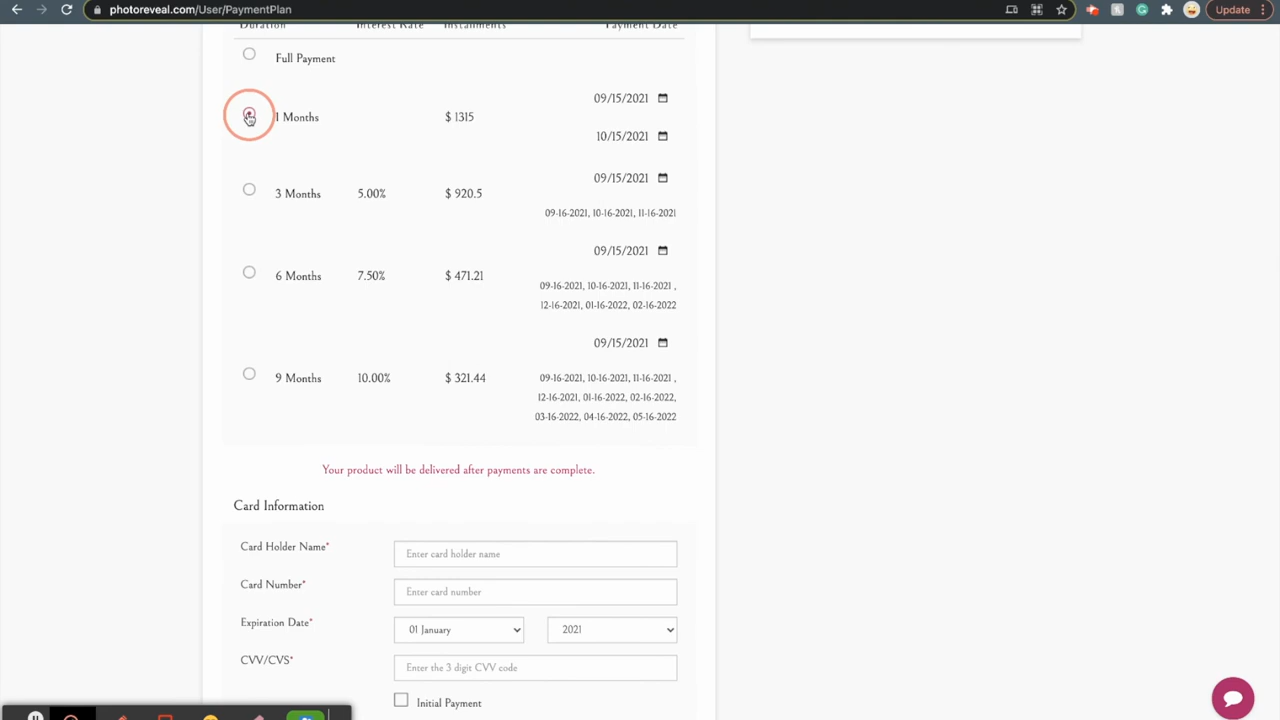 photoreveal.com/User/PaymentPlan
Update
Duration Interest Rate Installments Payment Date
Full Payment
1 Months $ 1315 09/15/2021
10/15/2021
3 Months 5.00% $ 920.5 09/15/2021
09-16-2021, 10-16-2021, 11-16-2021
6 Months 7.50% $ 471.21 09/15/2021
09-16-2021, 10-16-2021, 11-16-2021 ,
12-16-2021, 01-16-2022, 02-16-2022
9 Months 10.00% $ 321.44 09/15/2021
09-16-2021, 10-16-2021, 11-16-2021 ,
12-16-2021, 01-16-2022, 02-16-2022,
03-16-2022, 04-16-2022, 05-16-2022
Your product will be delivered after payments are complete.
Card Information
Card Holder Name* Enter card holder name
Card Number* Enter card number
Expiration Date* 01 January 2021
CVV/CVS* Enter the 3 digit CVV code
Initial Payment